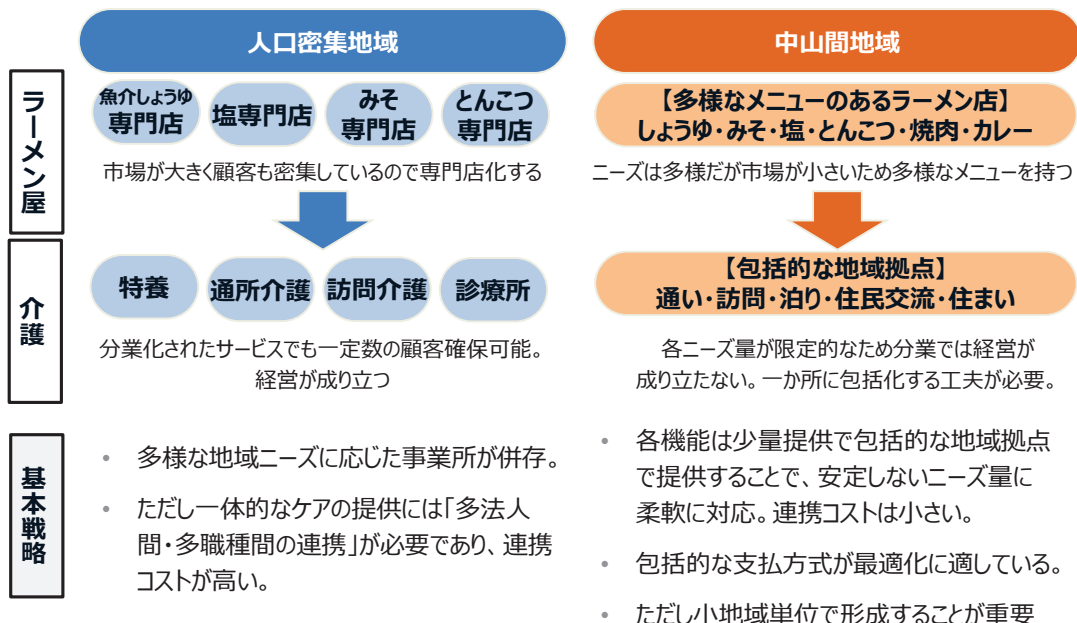 人口密集地域
中山間地域
ラーメン屋
魚介しょうゆ
専門店
塩専門店
みそ
専門店
とんこつ
専門店
市場が大きく顧客も密集しているので専門店化する
【多様なメニューのあるラーメン店】
しょうゆ・みそ・塩・とんこつ・焼肉・カレー
ニーズは多様だが市場が小さいため多様なメニューを持つ
介護
特養
通所介護
訪問介護
診療所
分業化されたサービスでも一定数の顧客確保可能。
経営が成り立つ
【包括的な地域拠点】
通い・訪問・泊り・住民交流・住まい
各ニーズ量が限定的なため分業では経営が
成り立たない。一か所に包括化する工夫が必要。
基本戦略
• 多様な地域ニーズに応じた事業所が併存。
• ただし一体的なケアの提供には「多法人
間・多職種間の連携」が必要であり、連携
コストが高い。
• 各機能は少量提供で包括的な地域拠点
で提供することで、安定しないニーズ量に
柔軟に対応。連携コストは小さい。
• 包括的な支払方式が最適化に適している。
• ただし小地域単位で形成することが重要